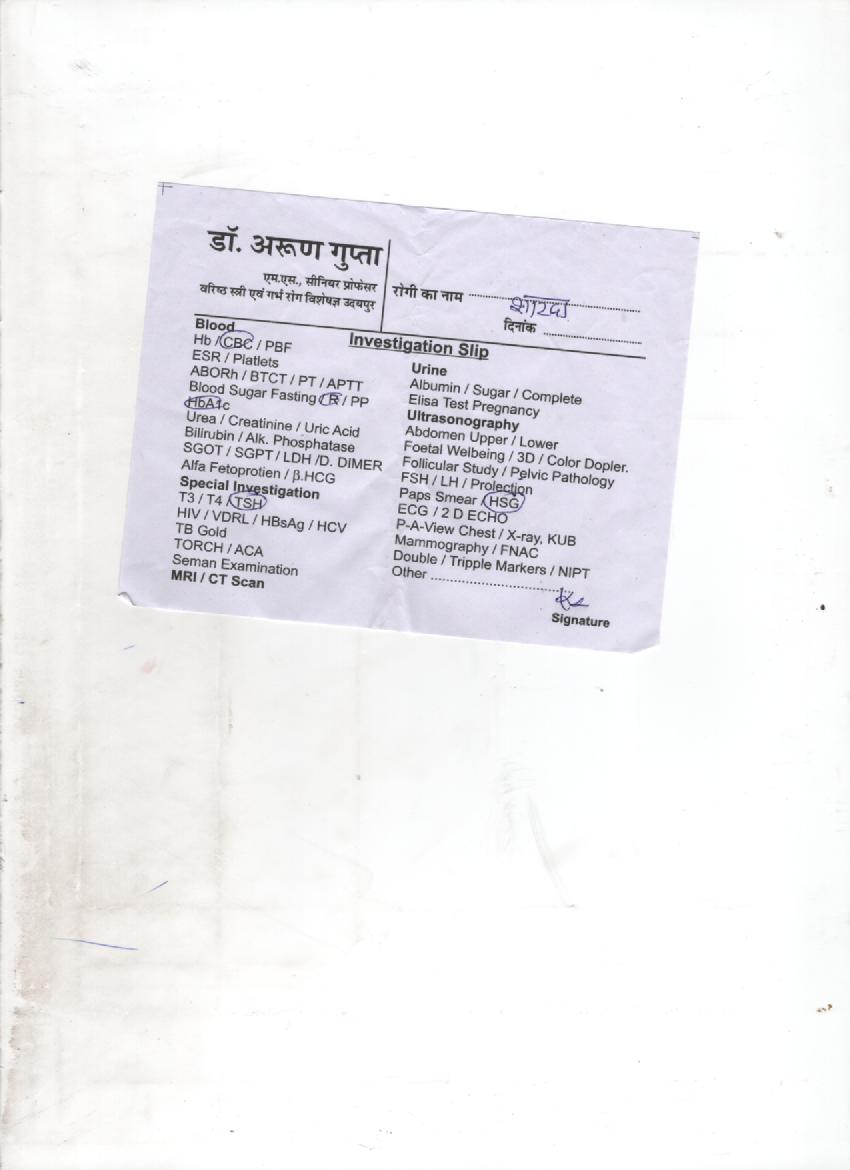 डॉ. अरूण गुप्ता
एम.एस., सीनियर प्रोफेसर
वरिष्ठ स्त्री एवं गर्भ रोग विशेषज्ञ उदयपुर
रोगी का नाम शारदा
दिनांक
Investigation Slip
Blood
Hb / CBC / PBF
ESR / Platlets
ABORh / BTCT / PT / APTT
Blood Sugar Fasting / R / PP
HbA1c
Urea / Creatinine / Uric Acid
Bilirubin / Alk. Phosphatase
SGOT / SGPT / LDH /D. DIMER
Alfa Fetoprotien / β.HCG
Special Investigation
T3 / T4 / TSH
HIV / VDRL / HBsAg / HCV
TB Gold
TORCH / ACA
Seman Examination
MRI / CT Scan
Urine
Albumin / Sugar / Complete
Elisa Test Pregnancy
Ultrasonography
Abdomen Upper / Lower
Foetal Welbeing / 3D / Color Dopler.
Follicular Study / Pelvic Pathology
FSH / LH / Prolection
Paps Smear / HSG
ECG / 2 D ECHO
P-A-View Chest / X-ray, KUB
Mammography / FNAC
Double / Tripple Markers / NIPT
Other
Signature